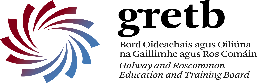 gretb
Bord Oideachais agus Oiliúna
na Gaillimhe agus Ros Comáin
Galway and Roscommon
Education and Training Board